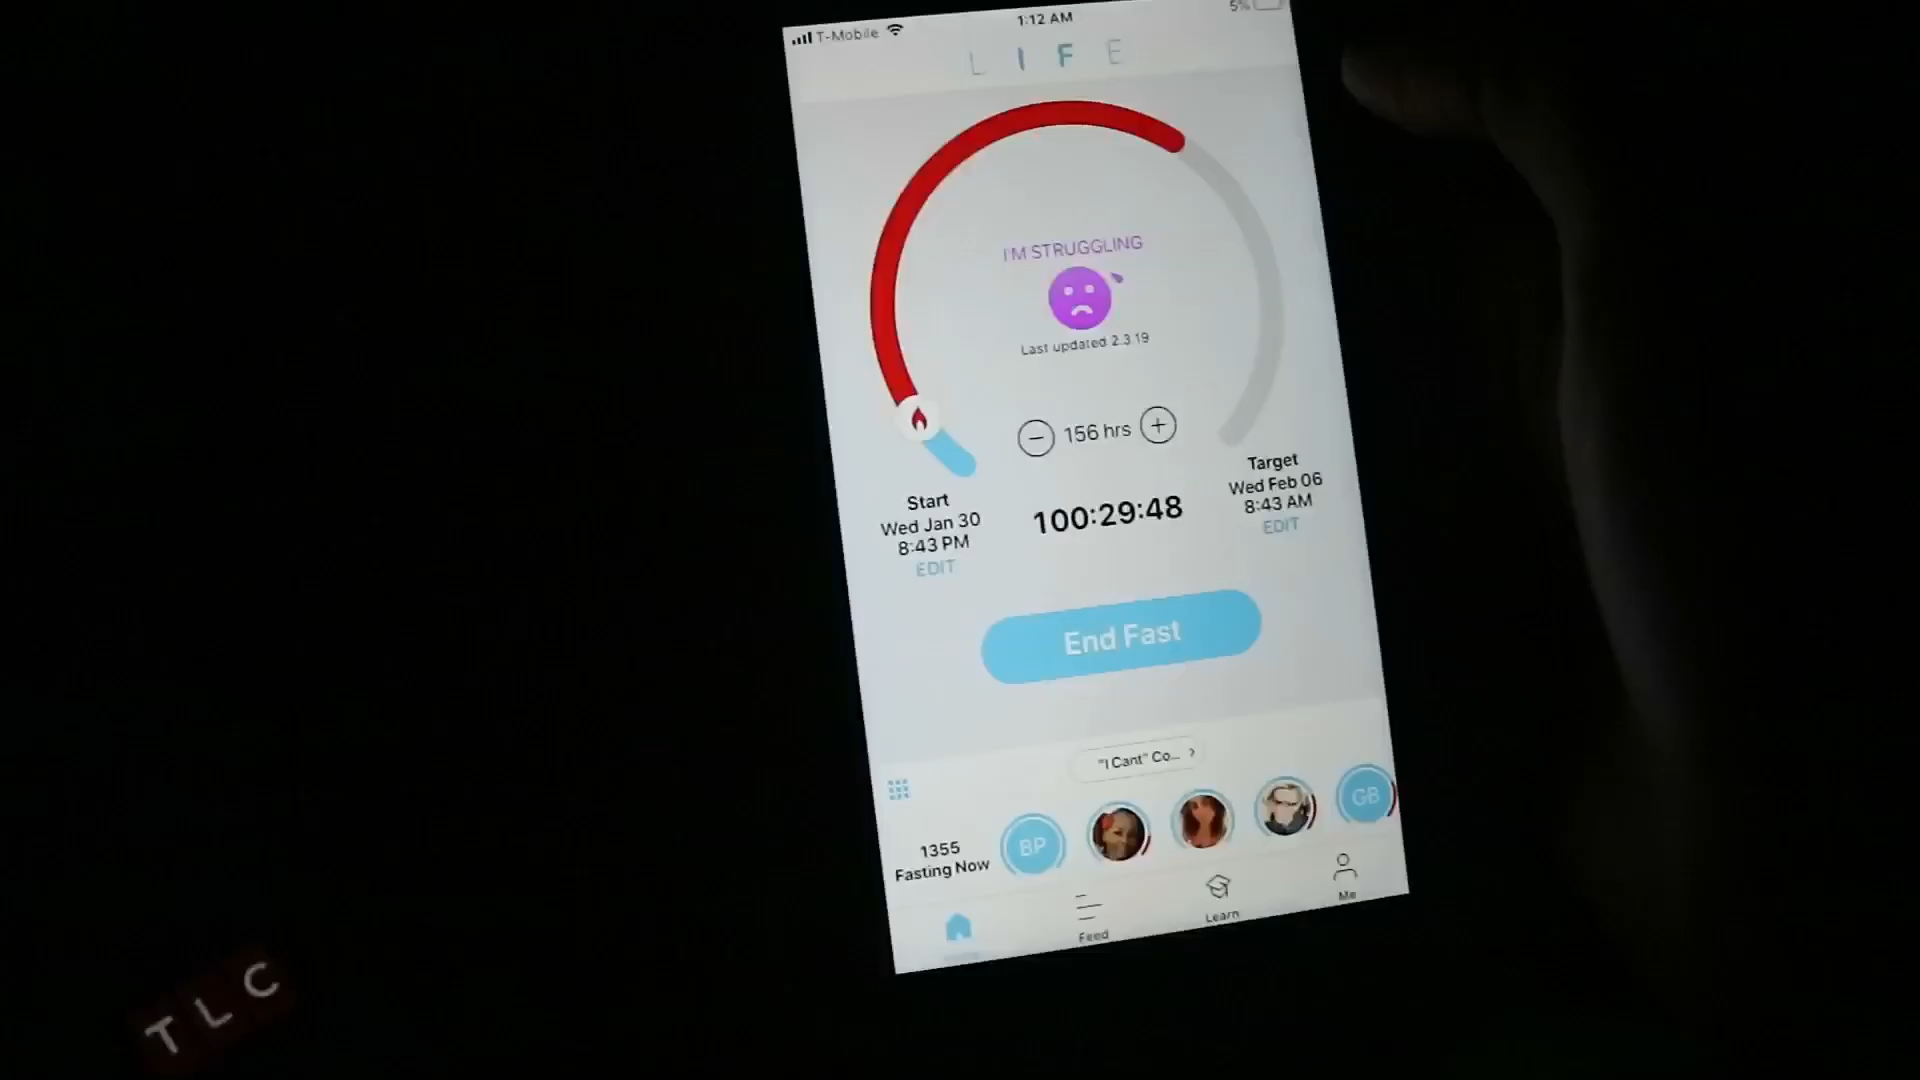 T-Mobile
1:12 AM
5%
LIFE
I'M STRUGGLING
Last updated 2.3.19
156 hrs
Start
Wed Jan 30
8:43 PM
EDIT
100:29:48
Target
Wed Feb 06
8:43 AM
EDIT
End Fast
"I Cant" Co... ›
1355
Fasting Now
BP
GB
Feed
Learn
Me
TLC